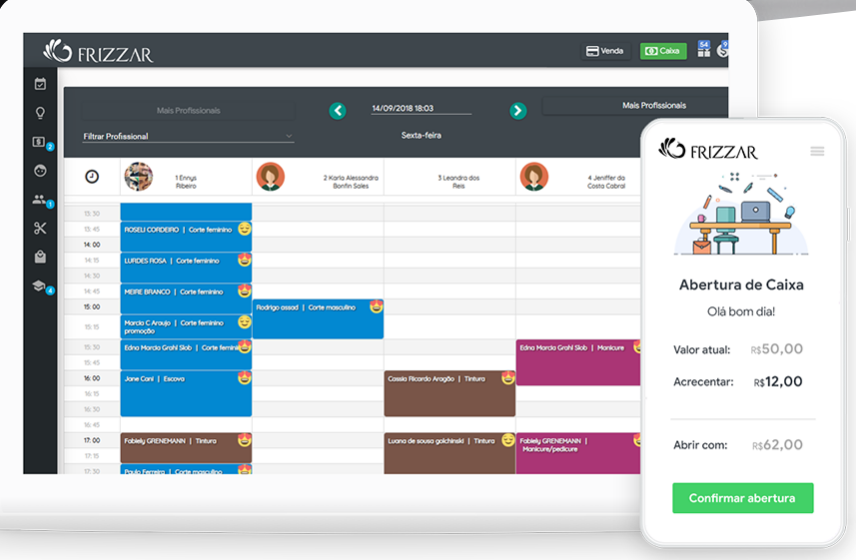 FRIZZAR
Venda
Caixa
54
9
Mais Profissionais
14/09/2018 18:03
Mais Profissionais
Filtrar Profissional
Sexta-feira
1 Ennys
Ribeiro
2 Karla Alessandra
Bonfin Sales
3 Leandro dos
Reis
4 Jeniffer da
Costa Cabral
2
1
4
13:30
13:45
ROSELI CORDEIRO | Corte feminino
14:00
14:15
LURDES ROSA | Corte feminino
14:30
14:45
MEIRE BRANCO | Corte feminino
15:00
Rodrigo assad | Corte masculino
15:15
Marcia C Araujo | Corte feminino
promoção
15:30
Edna Marcia Grahl Slob | Corte feminin
Edna Marcia Grahl Slob | Manicure
15:45
16:00
Jane Cani | Escova
Cassia Ricardo Aragão | Tintura
16:15
16:30
16:45
17:00
Fabiely GRENEMANN | Tintura
Luana de sousa golchinski | Tintura
Fabiely GRENEMANN |
Manicure/pedicure
17:15
17:30
Paulo Ferreira | Corte masculino
FRIZZAR
Abertura de Caixa
Olá bom dia!
Valor atual: R$50,00
Acrecentar: R$12,00
Abrir com: R$62,00
Confirmar abertura